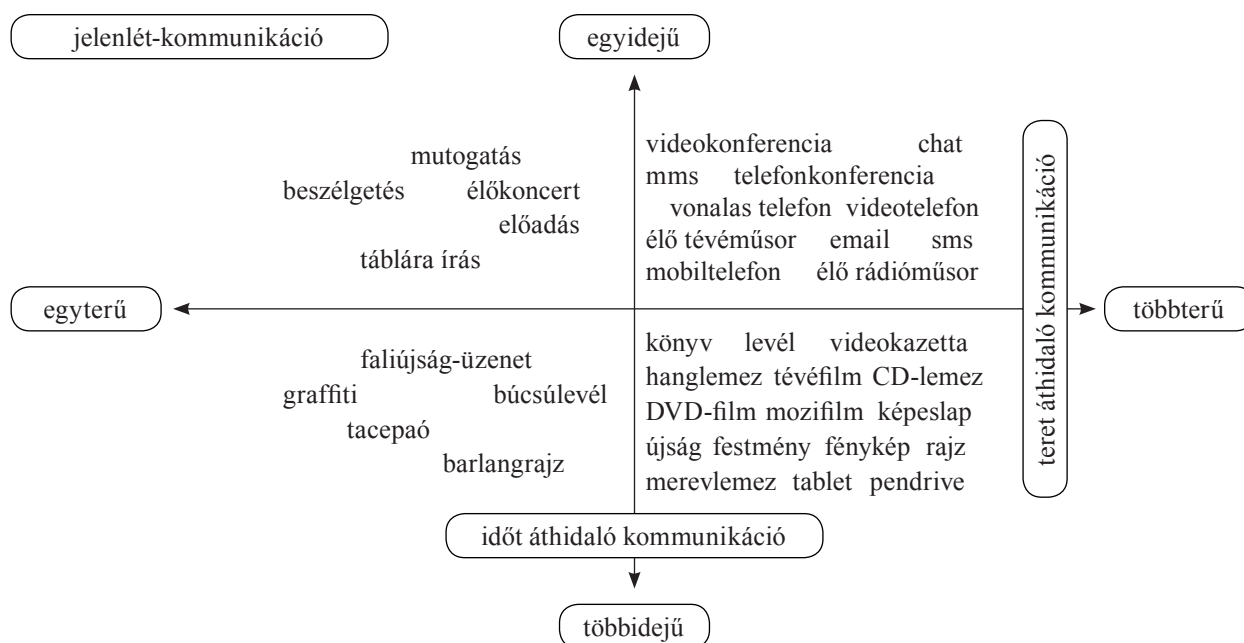 jelenlét-kommunikáció
egyidejű
mutogatás
beszélgetés élőkoncert
előadás
táblára írás
videokonferencia chat
mms telefonkonferencia
vonalas telefon videotelefon
élő tévéműsor email sms
mobiltelefon élő rádióműsor
teret áthidaló kommunikáció
egyterű
többterű
faliújság-üzenet
graffiti búcsúlevél
tacepaó
barlangrajz
könyv levél videokazetta
hanglemez tévéfilm CD-lemez
DVD-film mozifilm képeslap
újság festmény fénykép rajz
merevlemez tablet pendrive
időt áthidaló kommunikáció
többidejű